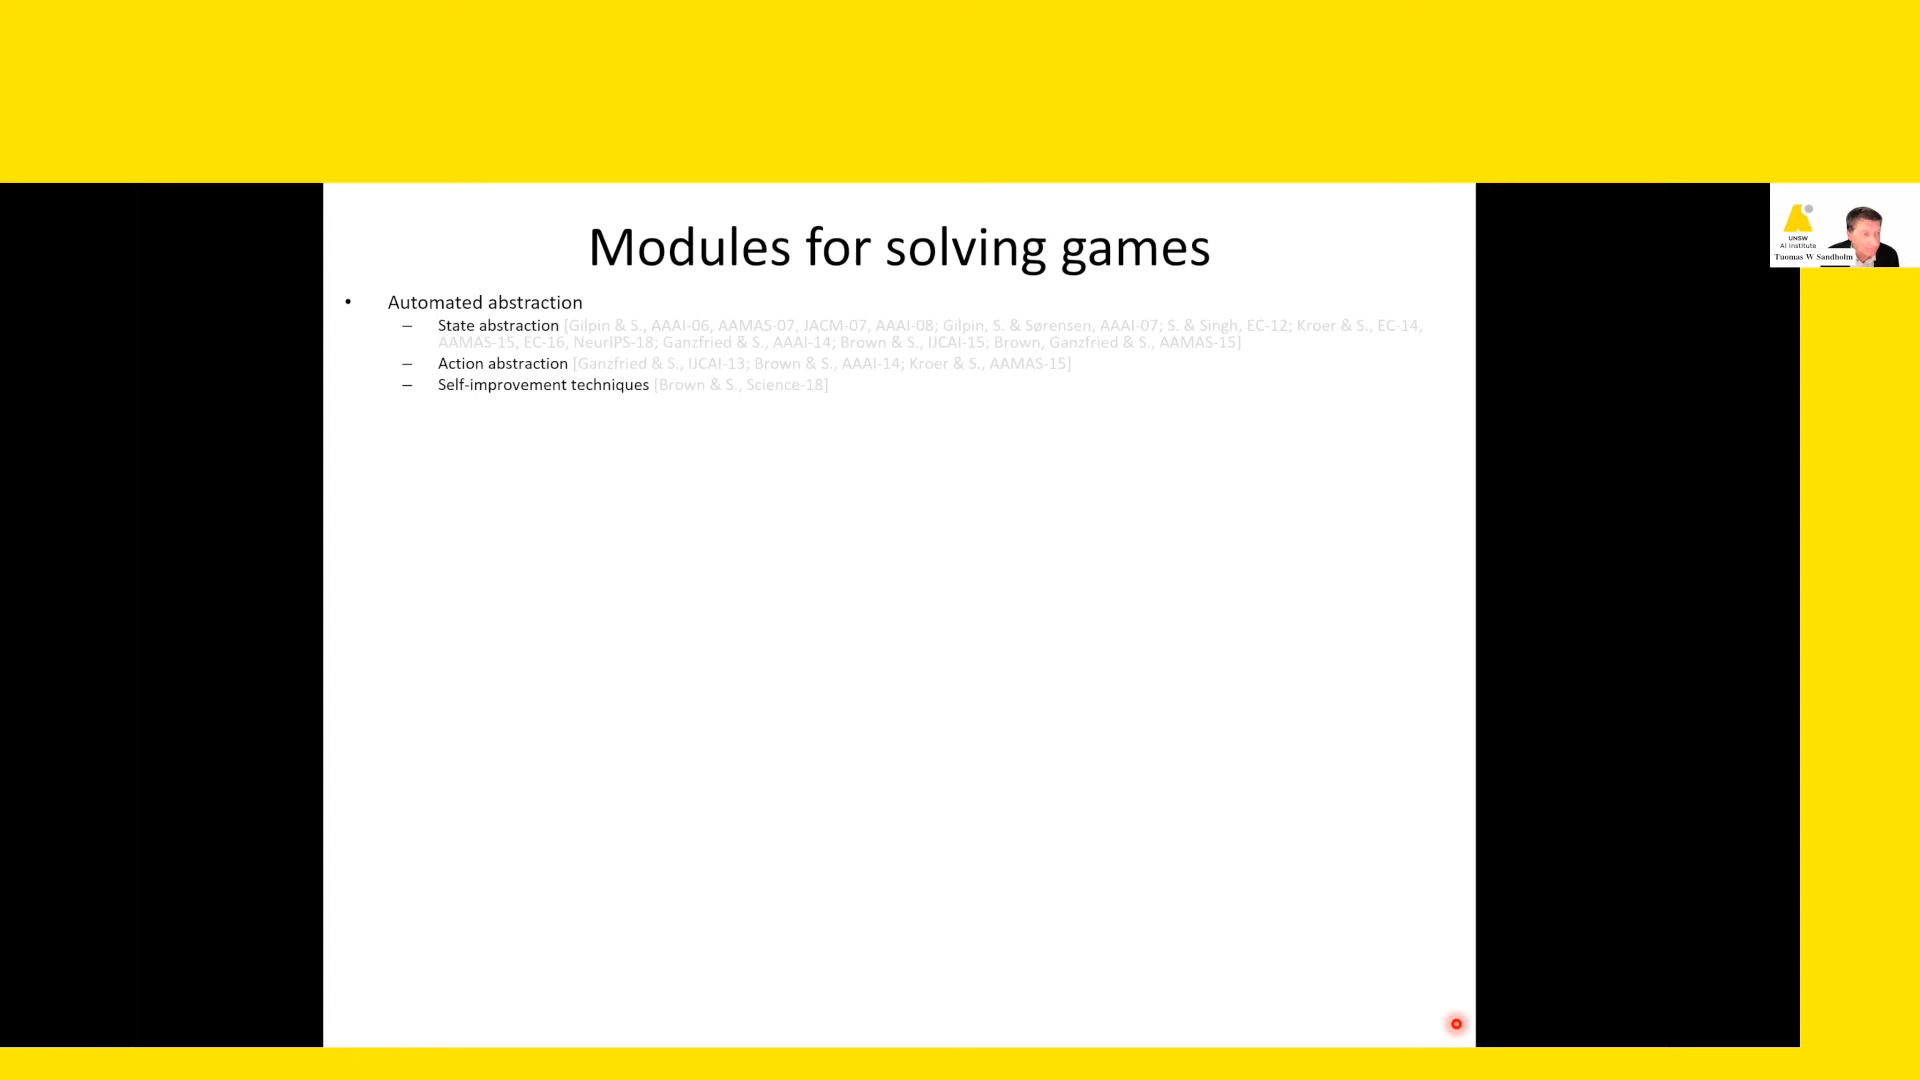 Modules for solving games
• Automated abstraction
– State abstraction [Gilpin & S., AAAI-06, AAMAS-07, JACM-07, AAAI-08; Gilpin, S. & Sørensen, AAAI-07; S. & Singh, EC-12; Kroer & S., EC-14,
AAMAS-15, EC-16, NeurIPS-18; Ganzfried & S., AAAI-14; Brown & S., IJCAI-15; Brown, Ganzfried & S., AAMAS-15]
– Action abstraction [Ganzfried & S., IJCAI-13; Brown & S., AAAI-14; Kroer & S., AAMAS-15]
– Self-improvement techniques [Brown & S., Science-18]
UNSW
AI Institute
Tuomas W Sandholm